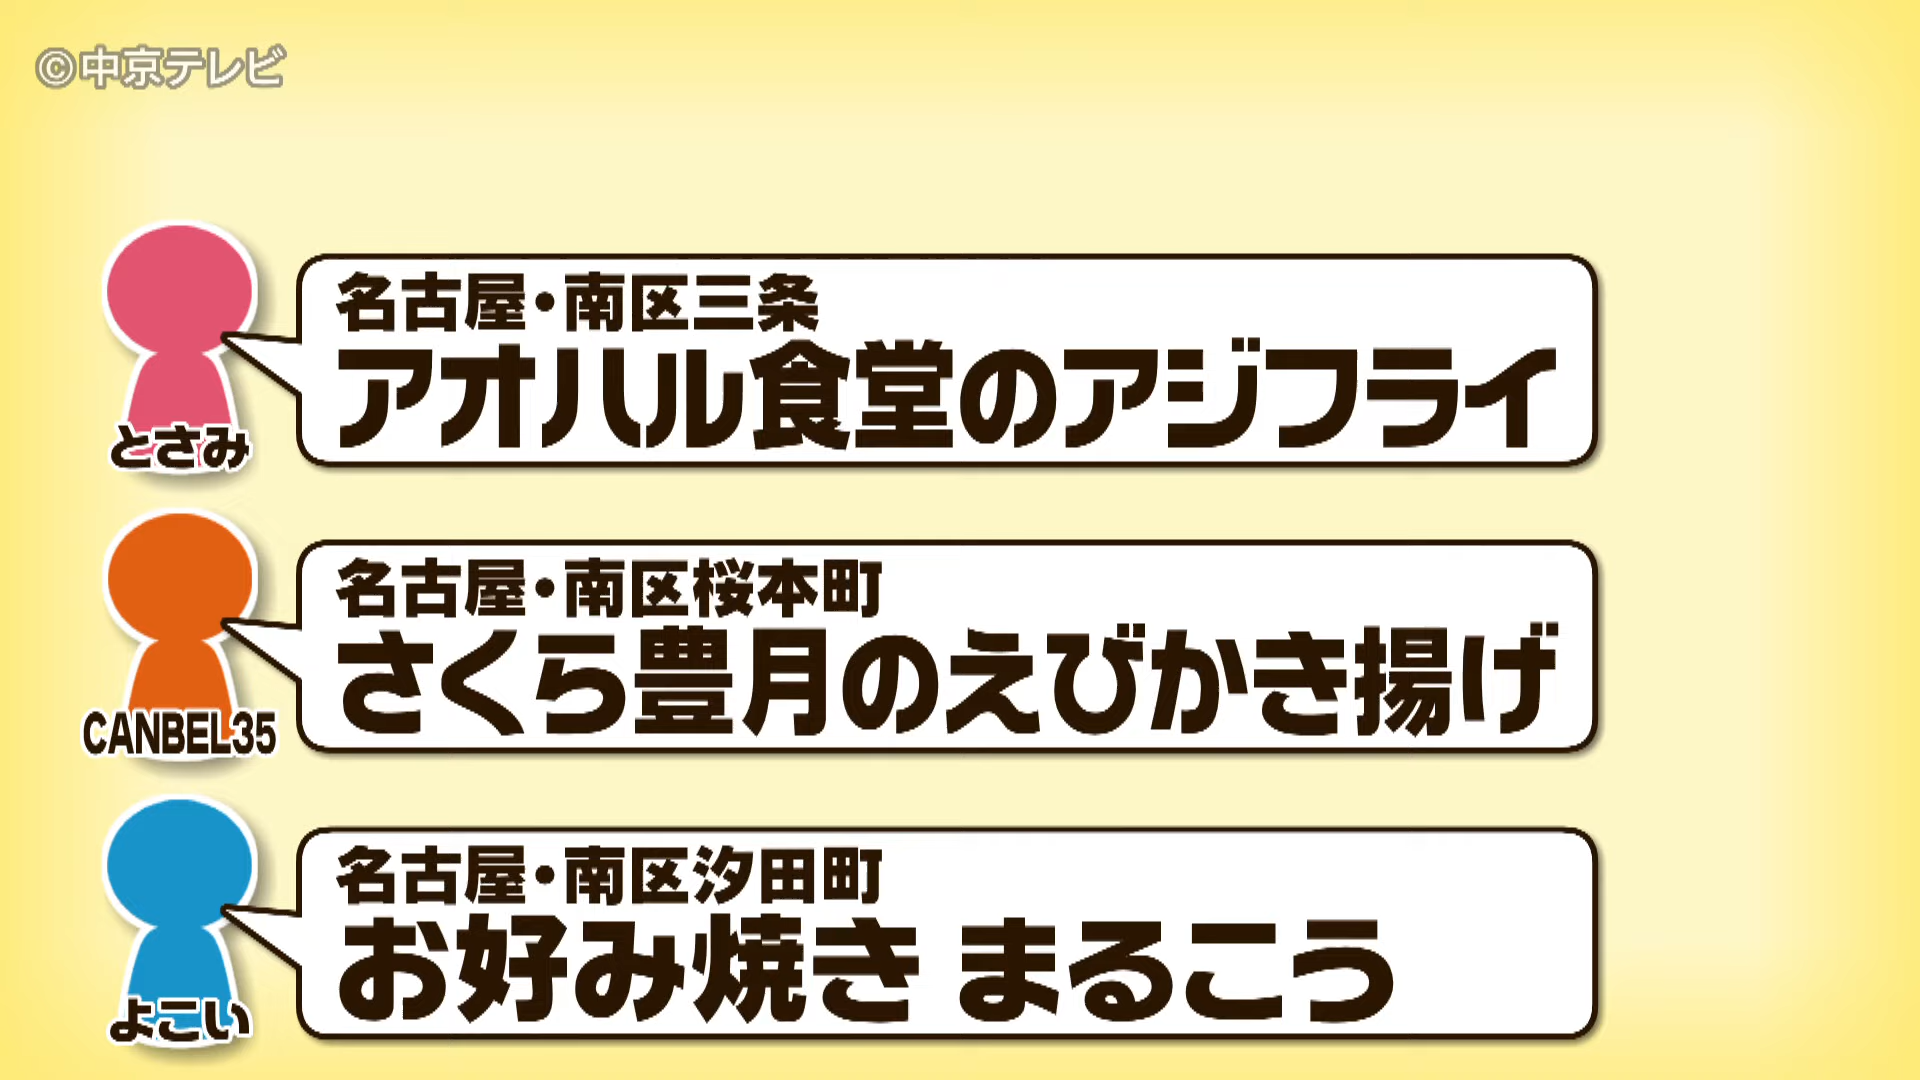 ©中京テレビ
名古屋・南区三条
アオハル食堂のアジフライ
とさみ
名古屋・南区桜本町
さくら豊月のえびかき揚げ
CANBEL35
名古屋・南区汐田町
お好み焼き まるこう
よこい